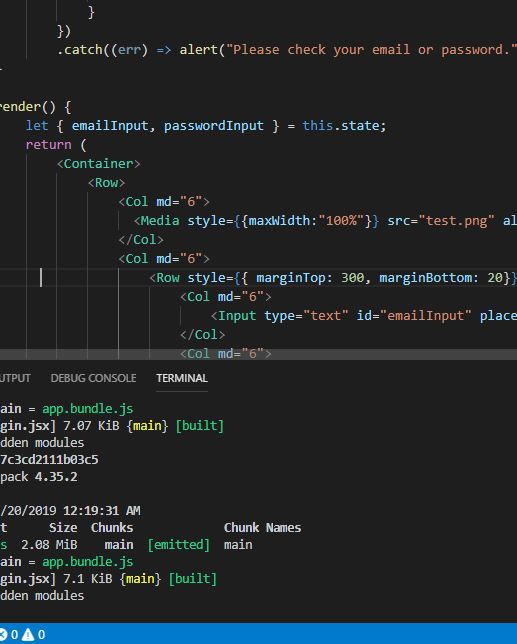 }
})
.catch((err) => alert("Please check your email or password."
render() {
let { emailInput, passwordInput } = this.state;
return (
<Container>
<Row>
<Col md="6">
<Media style={{maxWidth:"100%"}} src="test.png" al
</Col>
<Col md="6">
<Row style={{ marginTop: 300, marginBottom: 20}}
<Col md="6">
<Input type="text" id="emailInput" place
</Col>
<Col md="6">
UTPUT DEBUG CONSOLE TERMINAL
ain = app.bundle.js
gin.jsx] 7.07 KiB {main} [built]
dden modules
7c3cd2111b03c5
pack 4.35.2
/20/2019 12:19:31 AM
t Size Chunks Chunk Names
s 2.08 MiB main [emitted] main
ain = app.bundle.js
gin.jsx] 7.1 KiB {main} [built]
dden modules
0 0